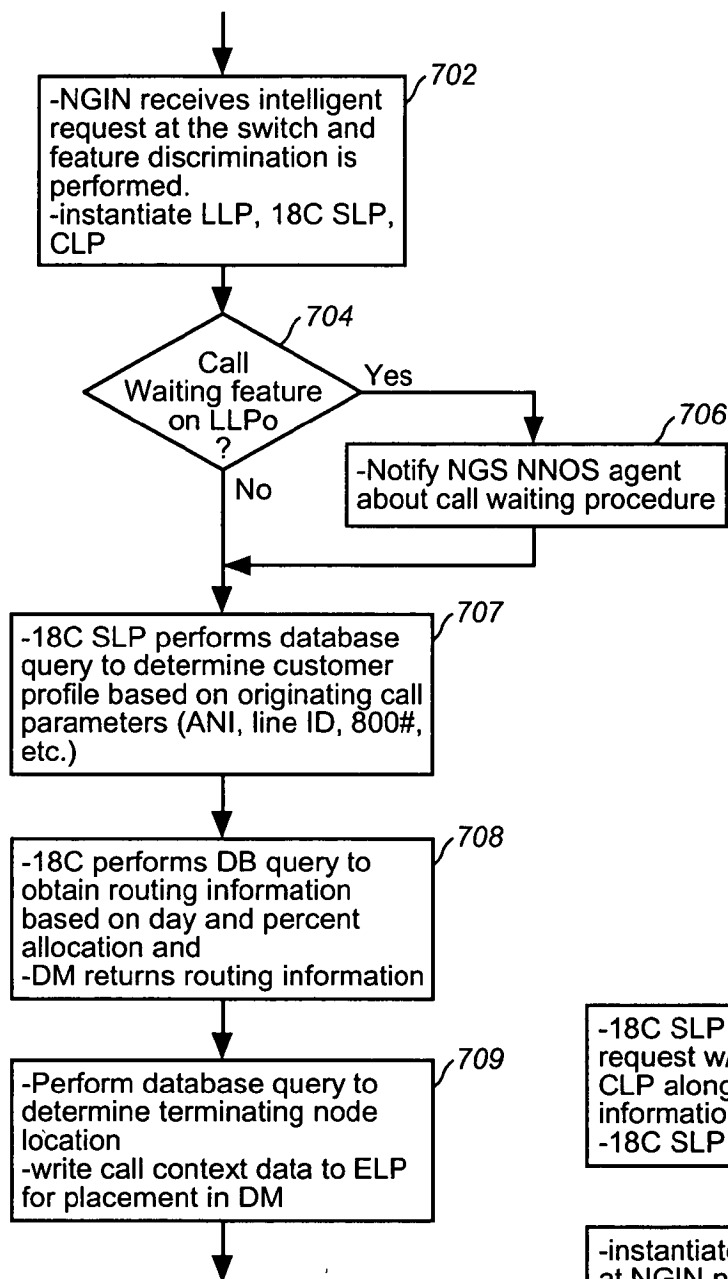 702
-NGIN receives intelligent
request at the switch and
feature discrimination is
performed.
-instantiate LLP, 18C SLP,
CLP
704
Call
Waiting feature
on LLPo
?
Yes
No
706
-Notify NGS NNOS agent
about call waiting procedure
707
-18C SLP performs database
query to determine customer
profile based on originating call
parameters (ANI, line ID, 800#,
etc.)
708
-18C performs DB query to
obtain routing information
based on day and percent
allocation and
-DM returns routing information
709
-Perform database query to
determine terminating node
location
-write call context data to ELP
for placement in DM
-18C SLP
request
CLP along
-18C SLP
at NGIN